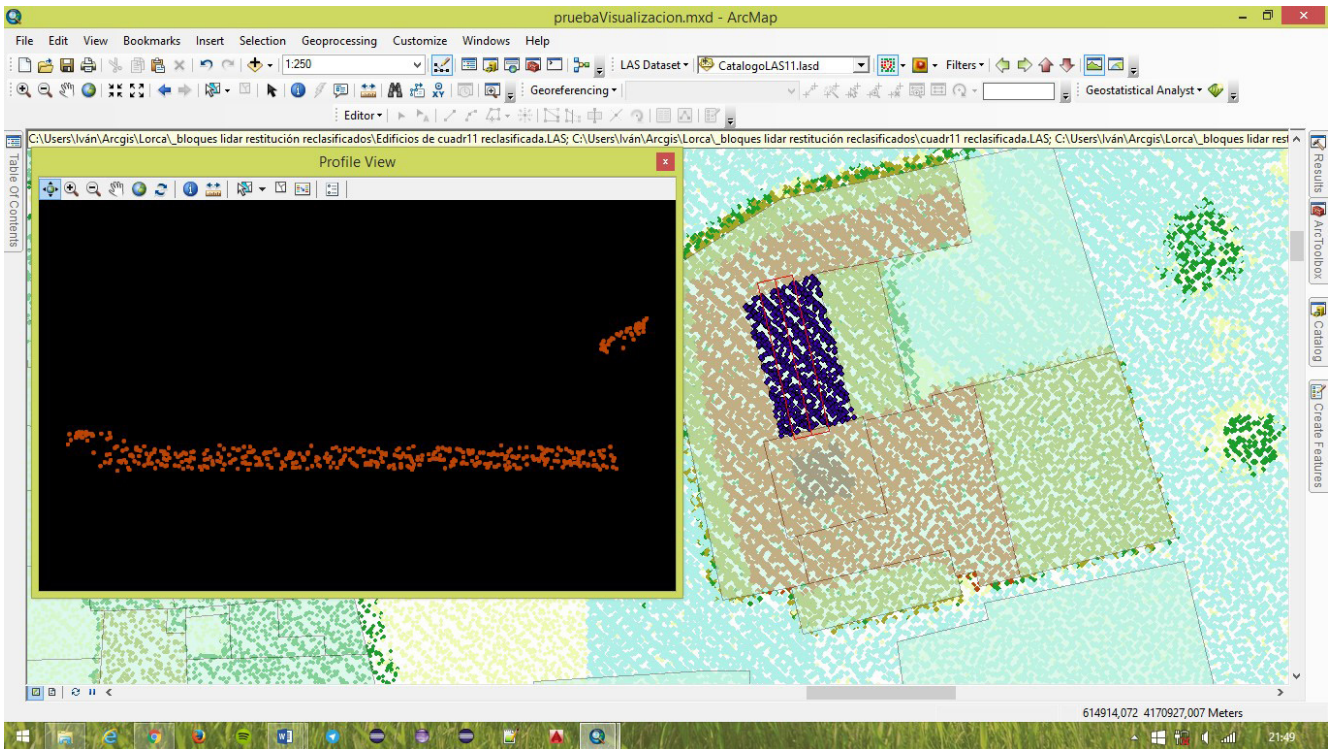 pruebaVisualizacion.mxd - ArcMap
File Edit View Bookmarks Insert Selection Geoprocessing Customize Windows Help
1:250 LAS Dataset CatalogoLAS11.lasd Filters
Georeferencing Geostatistical Analyst
Editor
C:\Users\Iván\Arcgis\Lorca\_bloques lidar restitución reclasificados\Edificios de cuadr11 reclasificada.LAS; C:\Users\Iván\Arcgis\Lorca\_bloques lidar restitución reclasificados\cuadr11 reclasificada.LAS; C:\Users\Iván\Arcgis\Lorca\_bloques lidar rest
Table Of Contents
Profile View
Results
ArcToolbox
Catalog
Create Features
614914,072 4170927,007 Meters
21:49